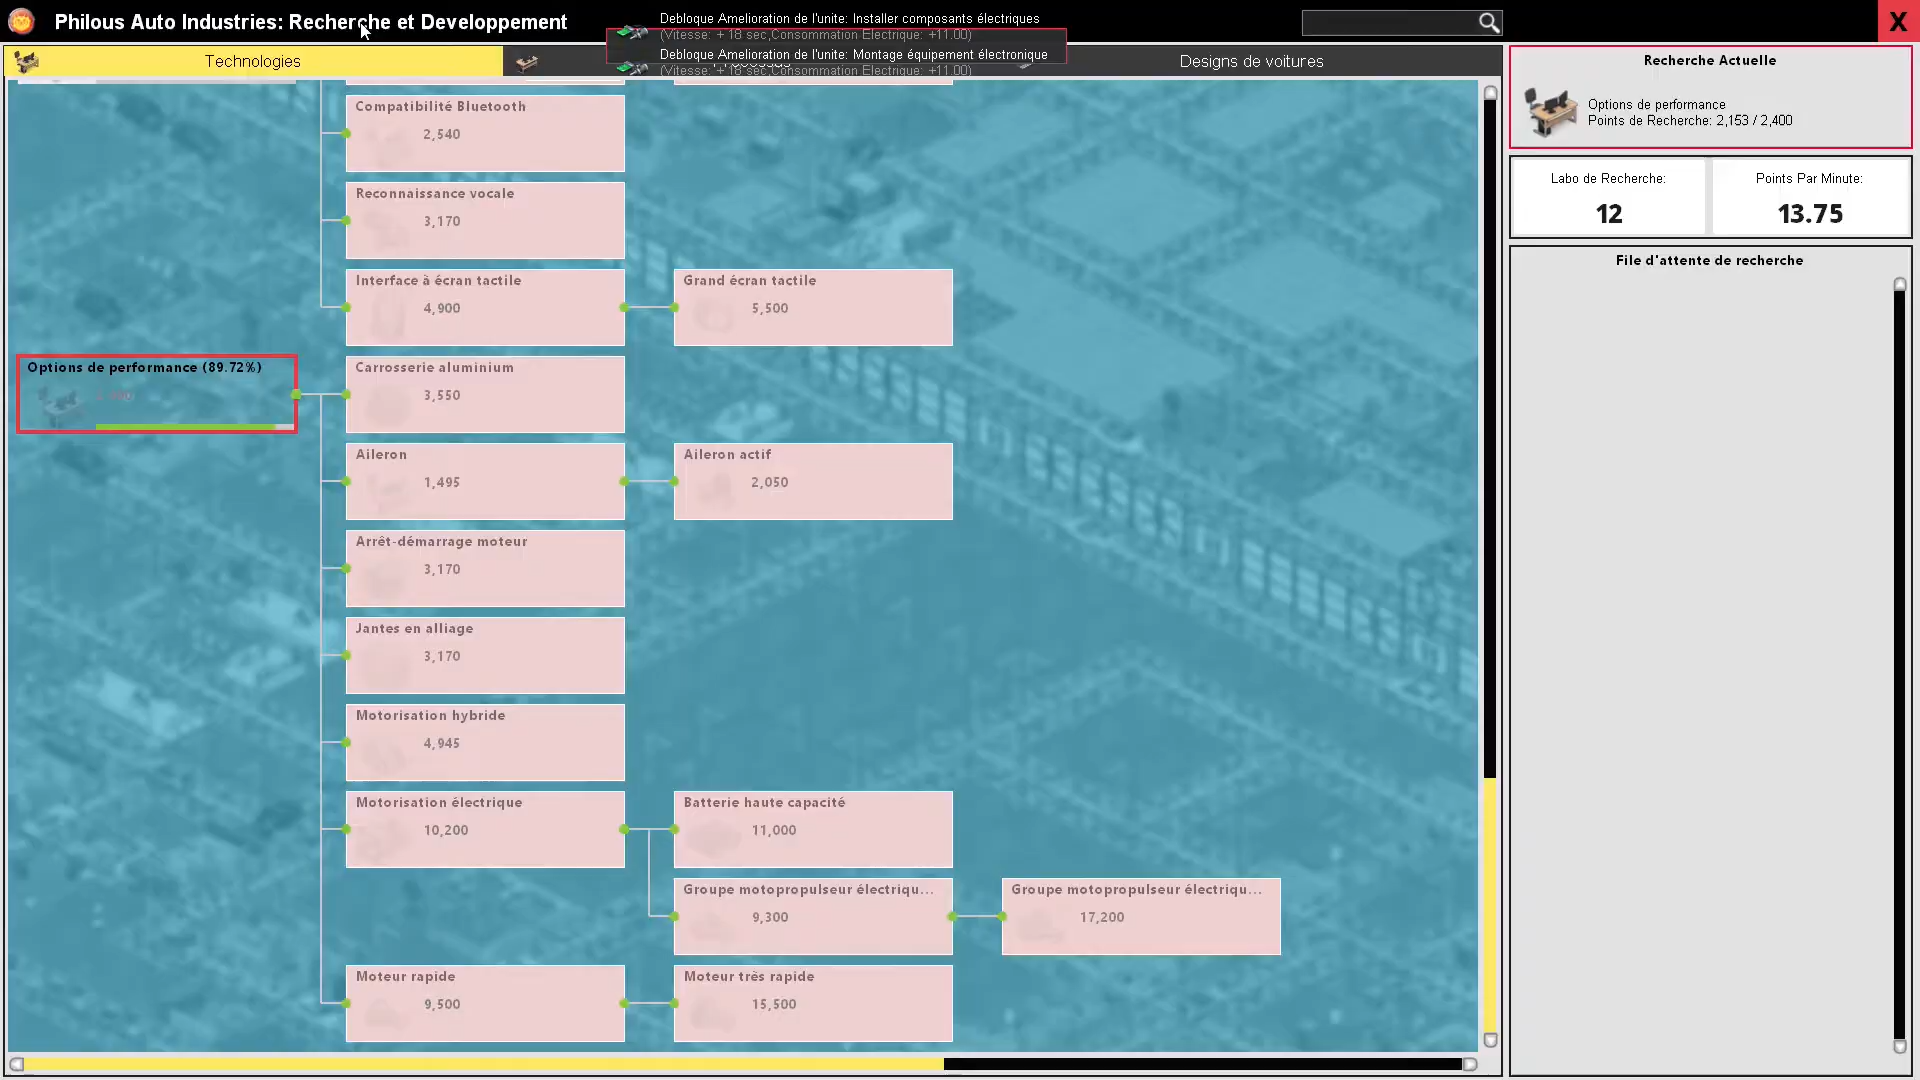 Philous Auto Industries: Recherche et Developpement
Debloque Amelioration de l'unite: Installer composants électriques
(Vitesse: + 18 sec,Consommation Electrique: +11.00)
Debloque Amelioration de l'unite: Montage équipement électronique
(Vitesse: + 18 sec,Consommation Electrique: +11.00)
X
Technologies
Designs de voitures
Recherche Actuelle
Options de performance
Points de Recherche: 2,153 / 2,400
Labo de Recherche:
12
Points Par Minute:
13.75
File d'attente de recherche
Compatibilité Bluetooth
2,540
Reconnaissance vocale
3,170
Interface à écran tactile
4,900
Grand écran tactile
5,500
Options de performance (89.72%)
Carrosserie aluminium
3,550
Aileron
1,495
Aileron actif
2,050
Arrêt-démarrage moteur
3,170
Jantes en alliage
3,170
Motorisation hybride
4,945
Motorisation électrique
10,200
Batterie haute capacité
11,000
Groupe motopropulseur électriqu...
9,300
Groupe motopropulseur électriqu...
17,200
Moteur rapide
9,500
Moteur très rapide
15,500